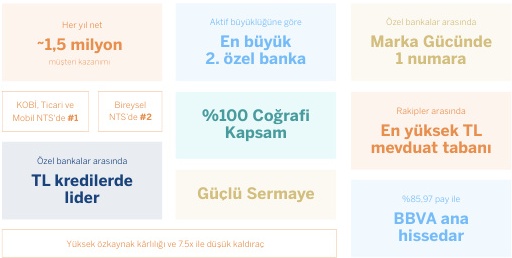 Her yıl net
~1,5 milyon
müşteri kazanımı
KOBİ, Ticari ve
Mobil NTS'de #1
Bireysel
NTS'de #2
Özel bankalar arasında
TL kredilerde
lider
Aktif büyüklüğüne göre
En büyük
2. özel banka
%100 Coğrafi
Kapsam
Güçlü Sermaye
Yüksek özkaynak kârlılığı ve 7.5x ile düşük kaldıraç
Özel bankalar arasında
Marka Gücünde
1 numara
Rakipler arasında
En yüksek TL
mevduat tabanı
%85,97 pay ile
BBVA ana
hissedar